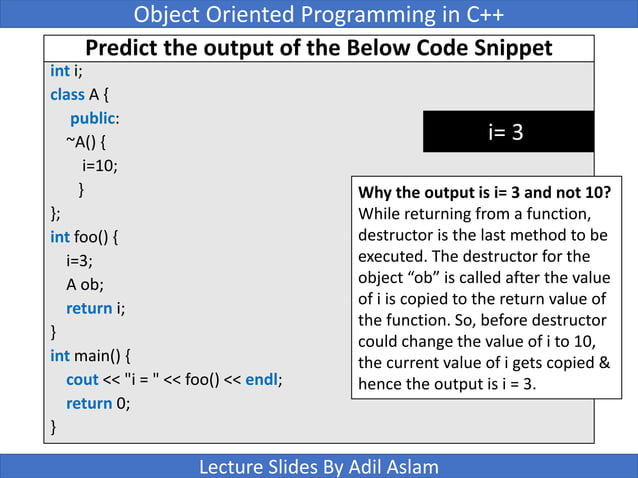 Object Oriented Programming in C++
Predict the output of the Below Code Snippet
int i;
class A {
public:
~A() {
i=10;
}
};
int foo() {
i=3;
A ob;
return i;
}
int main() {
cout << "i = " << foo() << endl;
return 0;
}
i= 3
Why the output is i= 3 and not 10?
While returning from a function,
destructor is the last method to be
executed. The destructor for the
object “ob” is called after the value
of i is copied to the return value of
the function. So, before destructor
could change the value of i to 10,
the current value of i gets copied &
hence the output is i = 3.
Lecture Slides By Adil Aslam